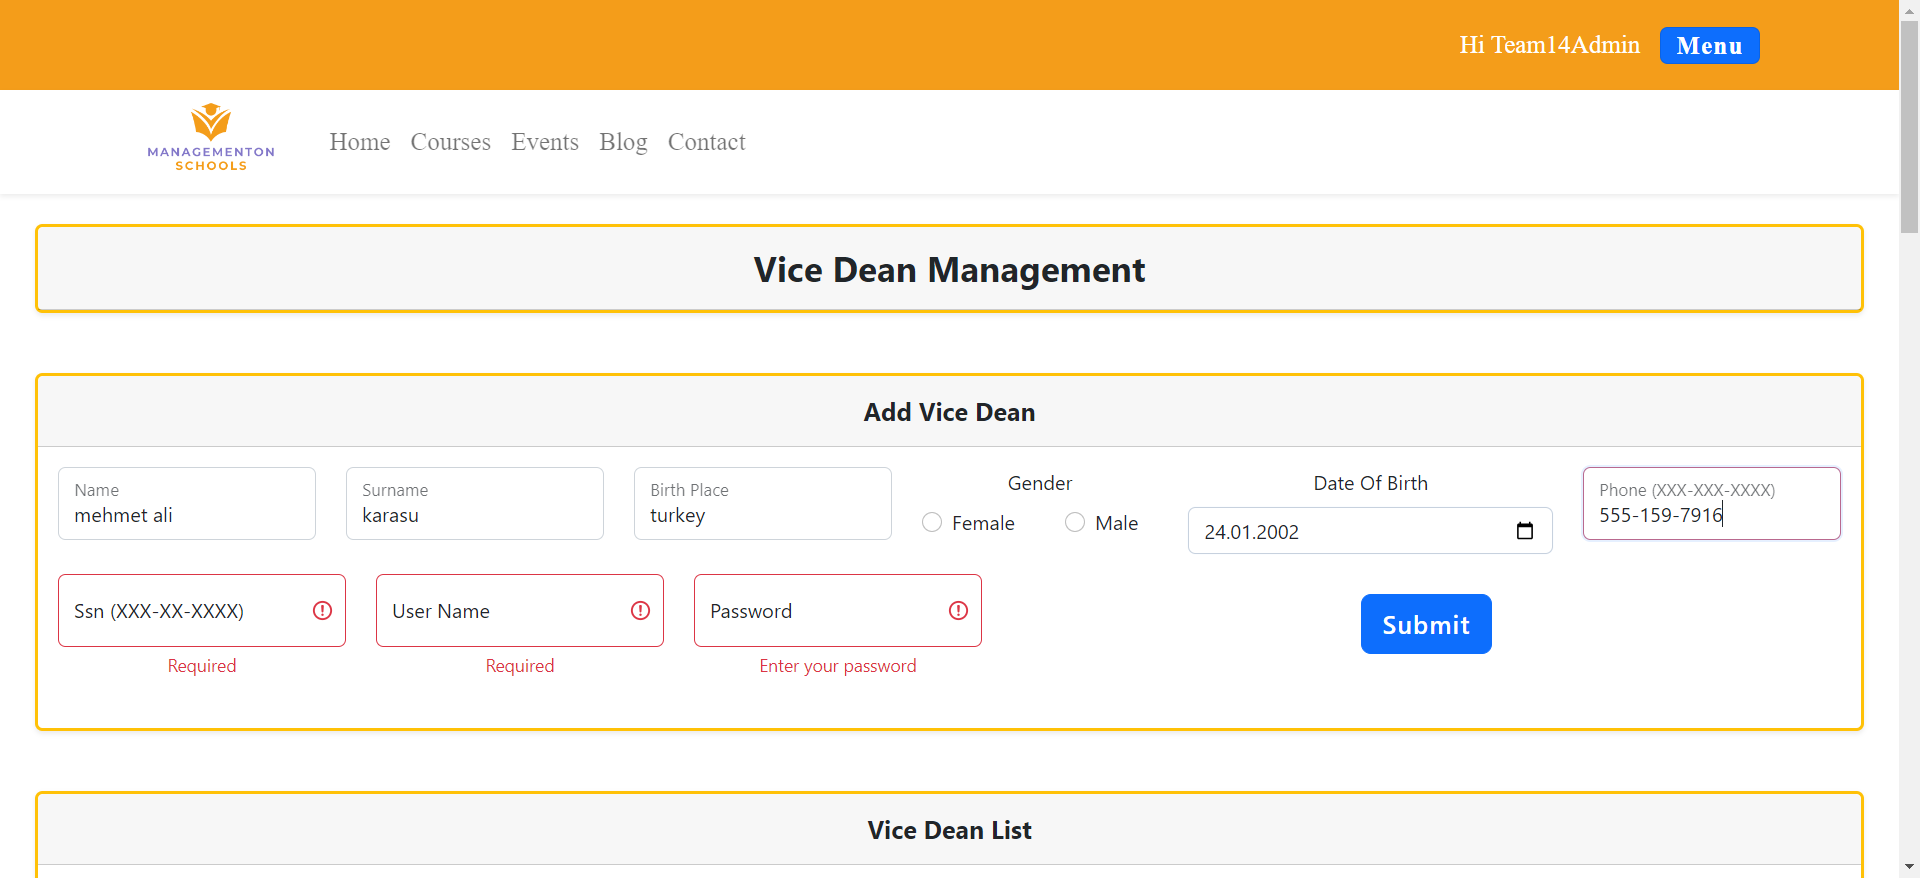 Hi Team14Admin Menu
MANAGEMENTON
SCHOOLS
Home Courses Events Blog Contact
Vice Dean Management
Add Vice Dean
Name
mehmet ali
Surname
karasu
Birth Place
turkey
Gender
Female Male
Date Of Birth
24.01.2002
Phone (XXX-XXX-XXXX)
555-159-7916
Ssn (XXX-XX-XXXX)
Required
User Name
Required
Password
Enter your password
Submit
Vice Dean List